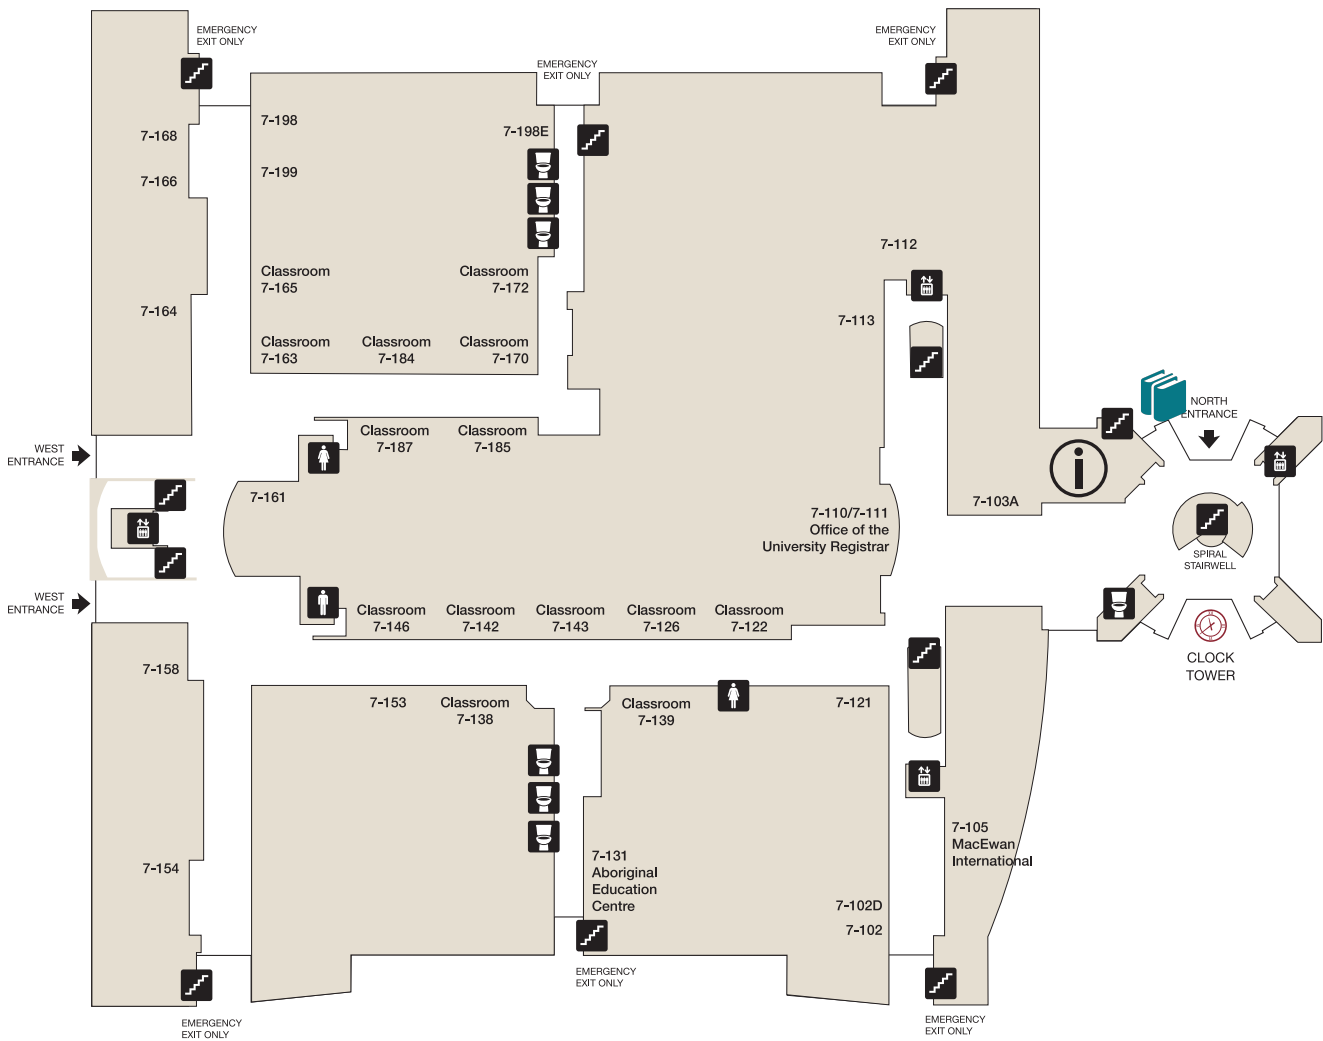 EMERGENCY
EXIT ONLY
EMERGENCY
EXIT ONLY
EMERGENCY
EXIT ONLY
7-168
7-166
7-164
7-198
7-199
7-198E
Classroom
7-165
Classroom
7-172
Classroom
7-163
Classroom
7-184
Classroom
7-170
7-112
7-113
NORTH
ENTRANCE
WEST
ENTRANCE
Classroom
7-187
Classroom
7-185
7-161
7-103A
7-110/7-111
Office of the
University Registrar
SPIRAL
STAIRWELL
WEST
ENTRANCE
Classroom
7-146
Classroom
7-142
Classroom
7-143
Classroom
7-126
Classroom
7-122
CLOCK
TOWER
7-158
7-153
Classroom
7-138
Classroom
7-139
7-121
7-154
7-131
Aboriginal
Education
Centre
7-105
MacEwan
International
7-102D
7-102
EMERGENCY
EXIT ONLY
EMERGENCY
EXIT ONLY
EMERGENCY
EXIT ONLY